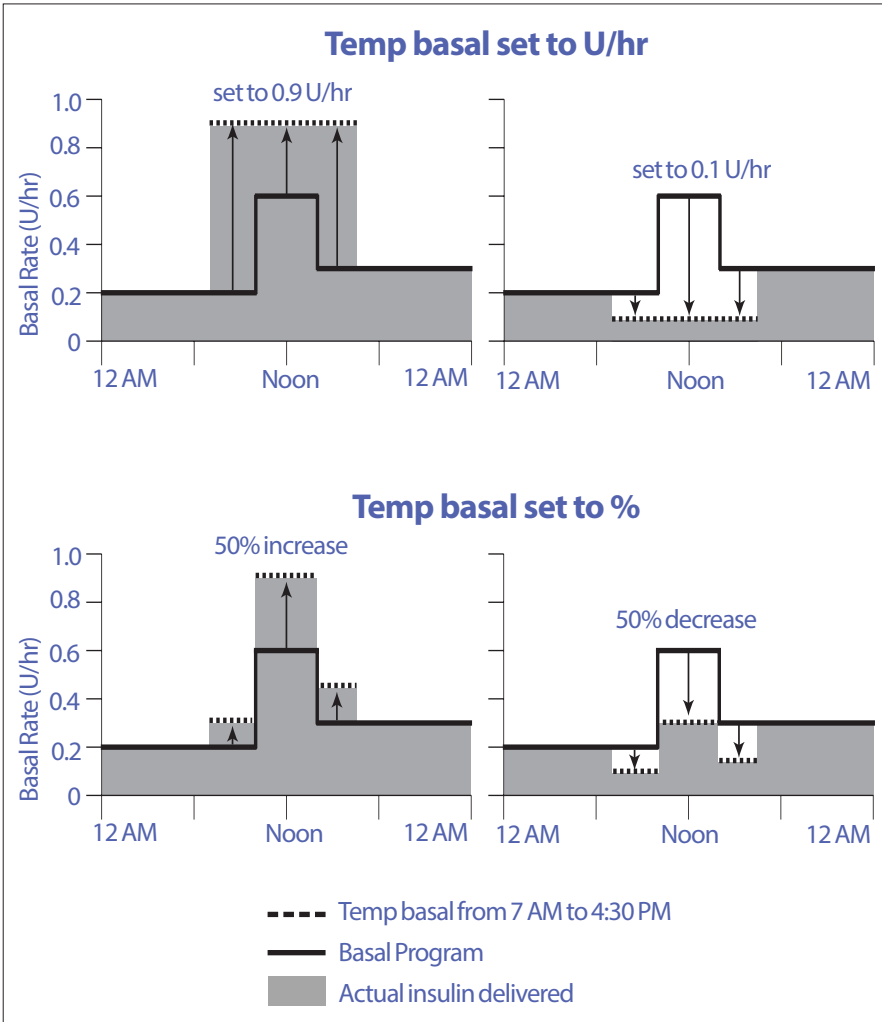 Temp basal set to U/hr
set to 0.9 U/hr
set to 0.1 U/hr
Basal Rate (U/hr)
1.0
0.8
0.6
0.4
0.2
0
12 AM
Noon
12 AM
12 AM
Noon
12 AM
Temp basal set to %
50% increase
50% decrease
Basal Rate (U/hr)
1.0
0.8
0.6
0.4
0.2
0
12 AM
Noon
12 AM
12 AM
Noon
12 AM
Temp basal from 7 AM to 4:30 PM
Basal Program
Actual insulin delivered